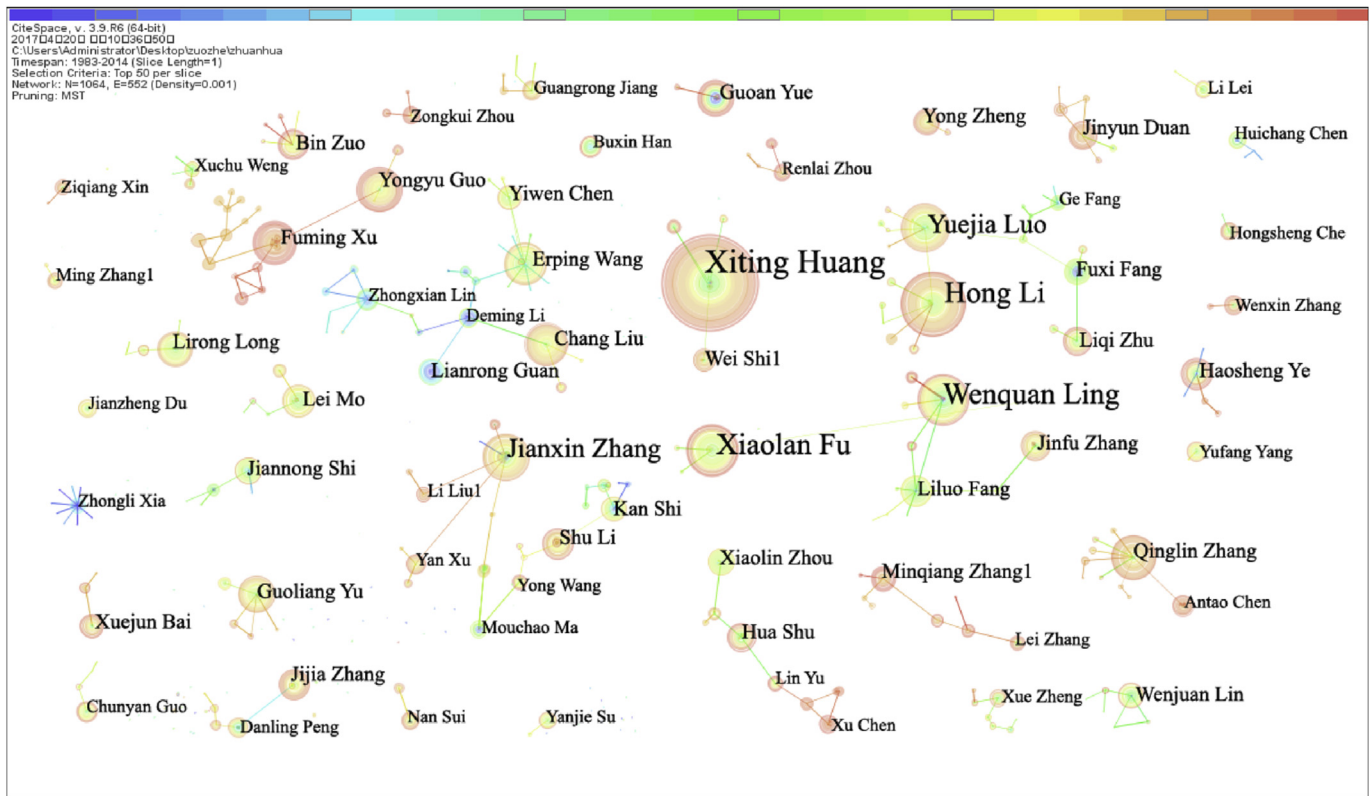 CiteSpace, v. 3.9.R6 (64-bit)
2017□4□20□ □□10□36□50□
C:\Users\Administrator\Desktop\zuozhe\zhuanhua
Timespan: 1983-2014 (Slice Length=1)
Selection Criteria: Top 50 per slice
Network: N=1064, E=552 (Density=0.001)
Pruning: MST
Guangrong Jiang
Guoan Yue
Li Lei
Zongkui Zhou
Yong Zheng
Jinyun Duan
Huichang Chen
Bin Zuo
Buxin Han
Xuchu Weng
Renlai Zhou
Ziqiang Xin
Yongyu Guo
Yiwen Chen
Ge Fang
Yuejia Luo
Fuming Xu
Hongsheng Che
Erping Wang
Xiting Huang
Ming Zhang1
Fuxi Fang
Zhongxian Lin
Hong Li
Wenxin Zhang
Deming Li
Lirong Long
Chang Liu
Liqi Zhu
Wei Shi1
Lianrong Guan
Haosheng Ye
Jianzheng Du
Lei Mo
Wenquan Ling
Jianxin Zhang
Xiaolan Fu
Jinfu Zhang
Yufang Yang
Jiannong Shi
Li Liu1
Liluo Fang
Zhongli Xia
Kan Shi
Shu Li
Qinglin Zhang
Yan Xu
Xiaolin Zhou
Minqiang Zhang1
Guoliang Yu
Yong Wang
Antao Chen
Xuejun Bai
Mouchao Ma
Hua Shu
Lei Zhang
Jijia Zhang
Lin Yu
Chunyan Guo
Xue Zheng
Wenjuan Lin
Danling Peng
Nan Sui
Yanjie Su
Xu Chen